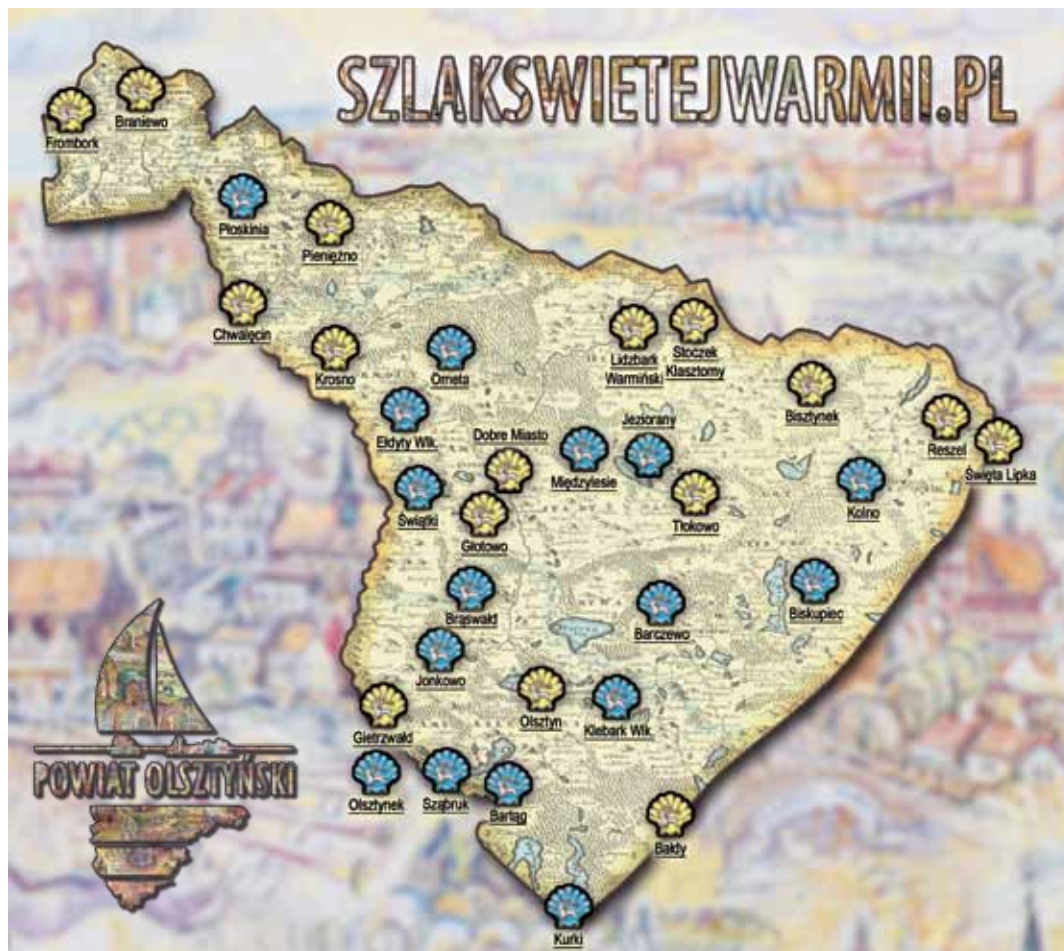 SZLAKSWIETEJWARMII.PL
Frombork
Braniewo
Płoskinia
Pieniężno
Chwalęcin
Krosno
Orneta
Lidzbark
Warmiński
Stoczek
Klasztorny
Bisztynek
Reszel
Święta Lipka
Ełdyty Wlk.
Dobre Miasto
Międzylesie
Jeziorany
Tłokowo
Kolno
Świątki
Głotowo
Brąswałd
Barczewo
Biskupiec
Jonkowo
Gietrzwałd
Olsztyn
Klebark Wlk.
Olsztynek
Sząbruk
Bartąg
Bałdy
Kurki
POWIAT OLSZTYŃSKI